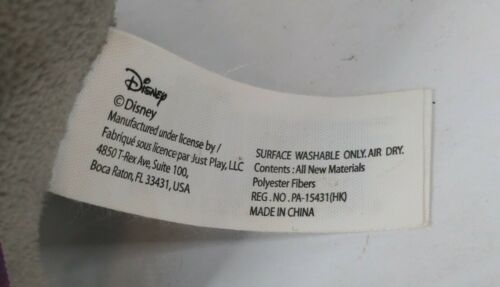 Disney
©Disney
Manufactured under license by /
Fabriqué sous licence par Just Play, LLC
4850 T-Rex Ave, Suite 100,
Boca Raton, FL 33431, USA
SURFACE WASHABLE ONLY. AIR DRY.
Contents : All New Materials
Polyester Fibers
REG . NO . PA-15431(HK)
MADE IN CHINA